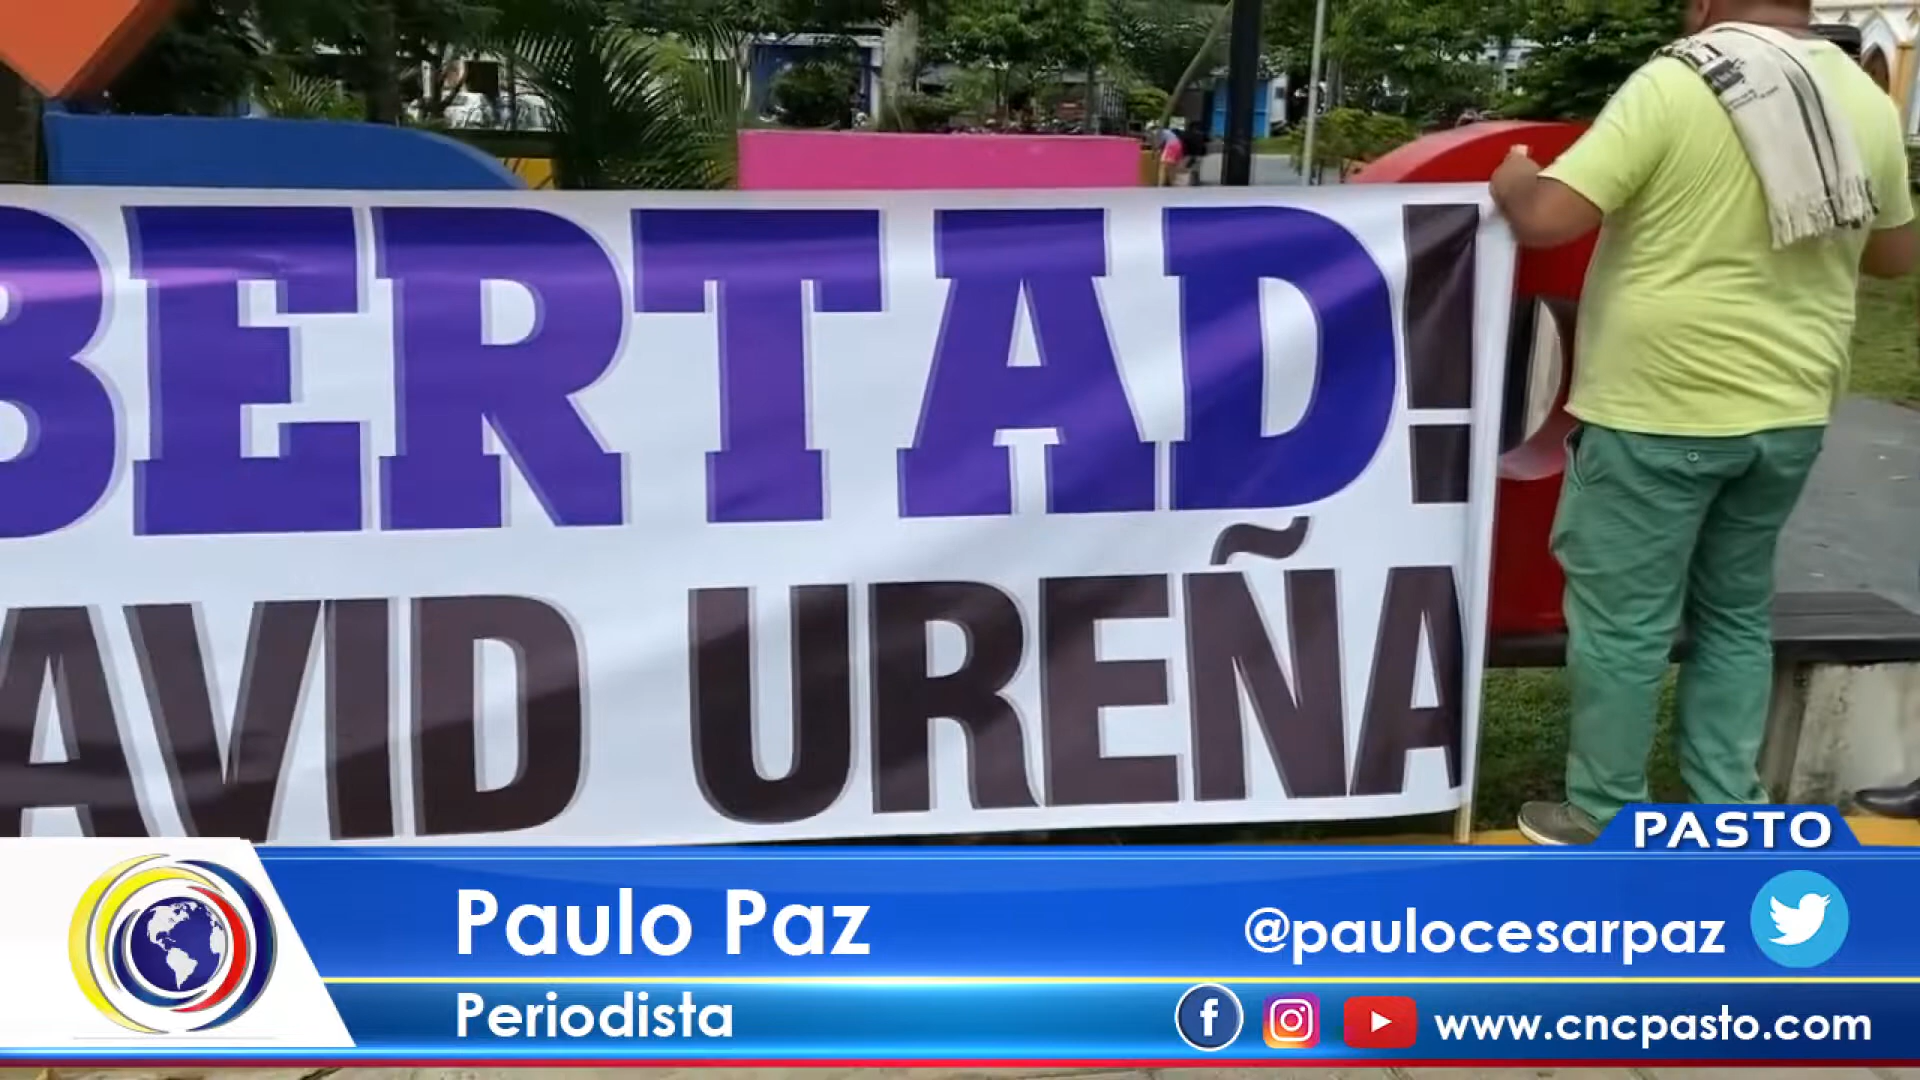 BERTAD!
AVID UREÑA
PASTO
Paulo Paz
@paulocesarpaz
Periodista
www.cncpasto.com